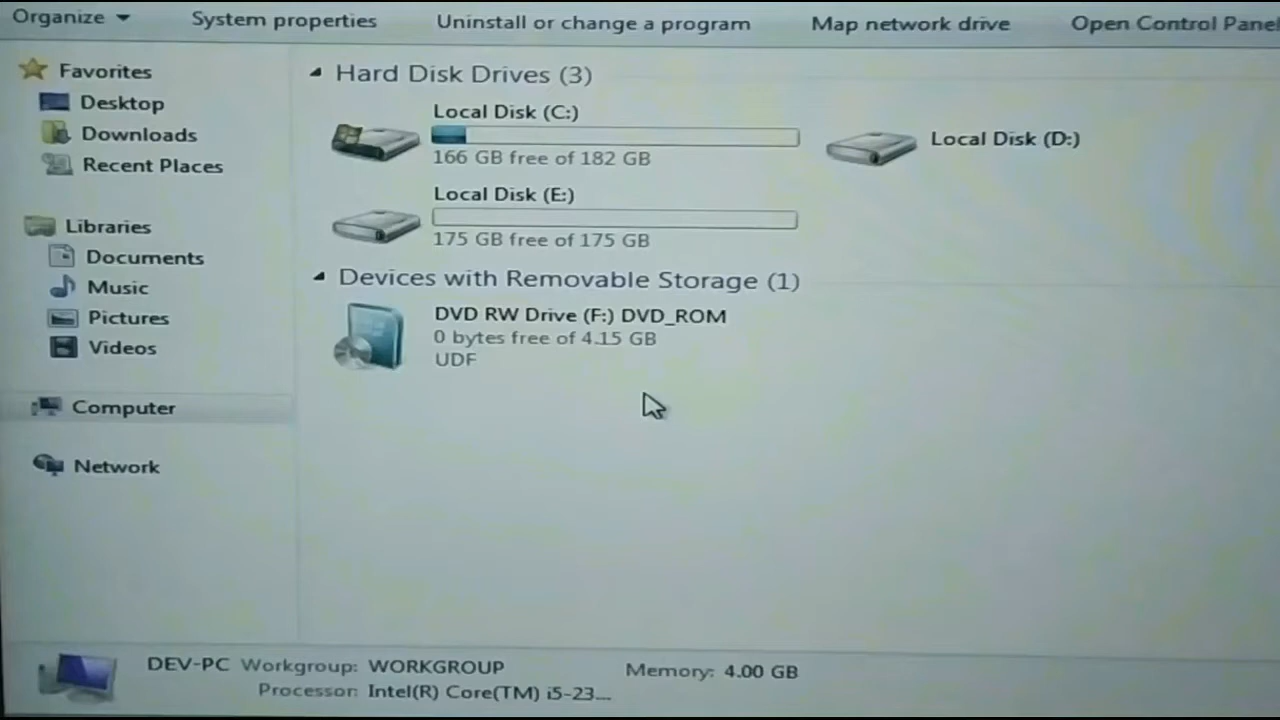 Organize System properties Uninstall or change a program Map network drive Open Control Panel
Favorites
Desktop
Downloads
Recent Places
Libraries
Documents
Music
Pictures
Videos
Computer
Network
Hard Disk Drives (3)
Local Disk (C:)
166 GB free of 182 GB
Local Disk (D:)
Local Disk (E:)
175 GB free of 175 GB
Devices with Removable Storage (1)
DVD RW Drive (F:) DVD_ROM
0 bytes free of 4.15 GB
UDF
DEV-PC Workgroup: WORKGROUP Memory: 4.00 GB
Processor: Intel(R) Core(TM) i5-23...